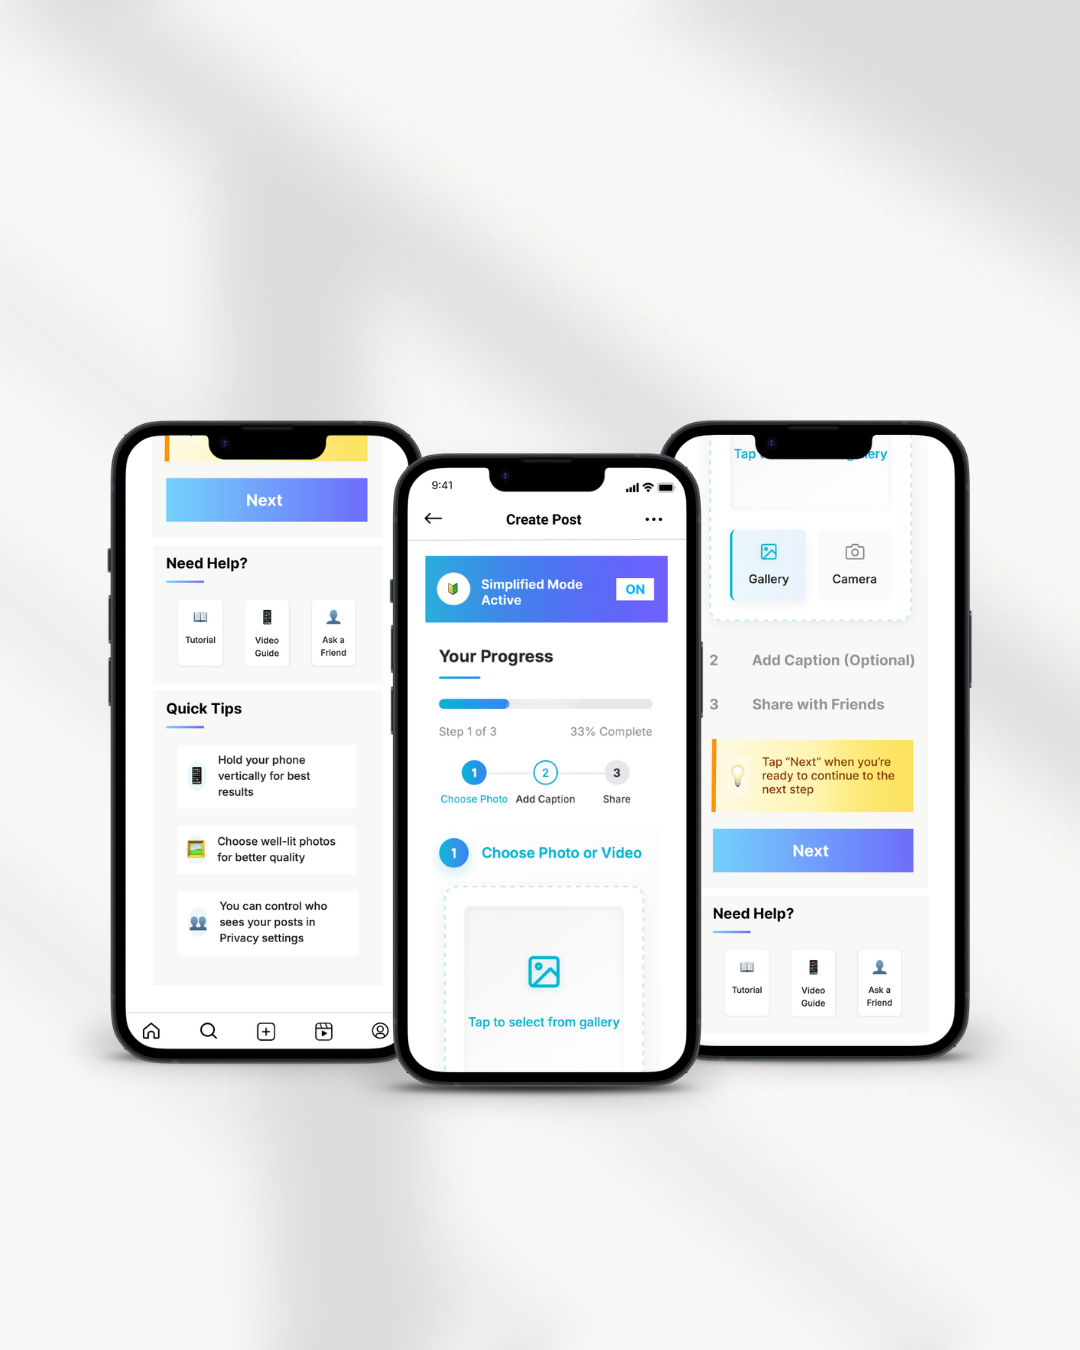 Next
Need Help?
Tutorial
Video
Guide
Ask a
Friend
Quick Tips
Hold your phone
vertically for best
results
Choose well-lit photos
for better quality
You can control who
sees your posts in
Privacy settings
9:41
Create Post
Simplified Mode
Active
ON
Your Progress
Step 1 of 3
33% Complete
1
2
3
Choose Photo
Add Caption
Share
1
Choose Photo or Video
Tap to select from gallery
Tap
ery
Gallery
Camera
2
Add Caption (Optional)
3
Share with Friends
Tap “Next” when you’re
ready to continue to the
next step
Next
Need Help?
Tutorial
Video
Guide
Ask a
Friend